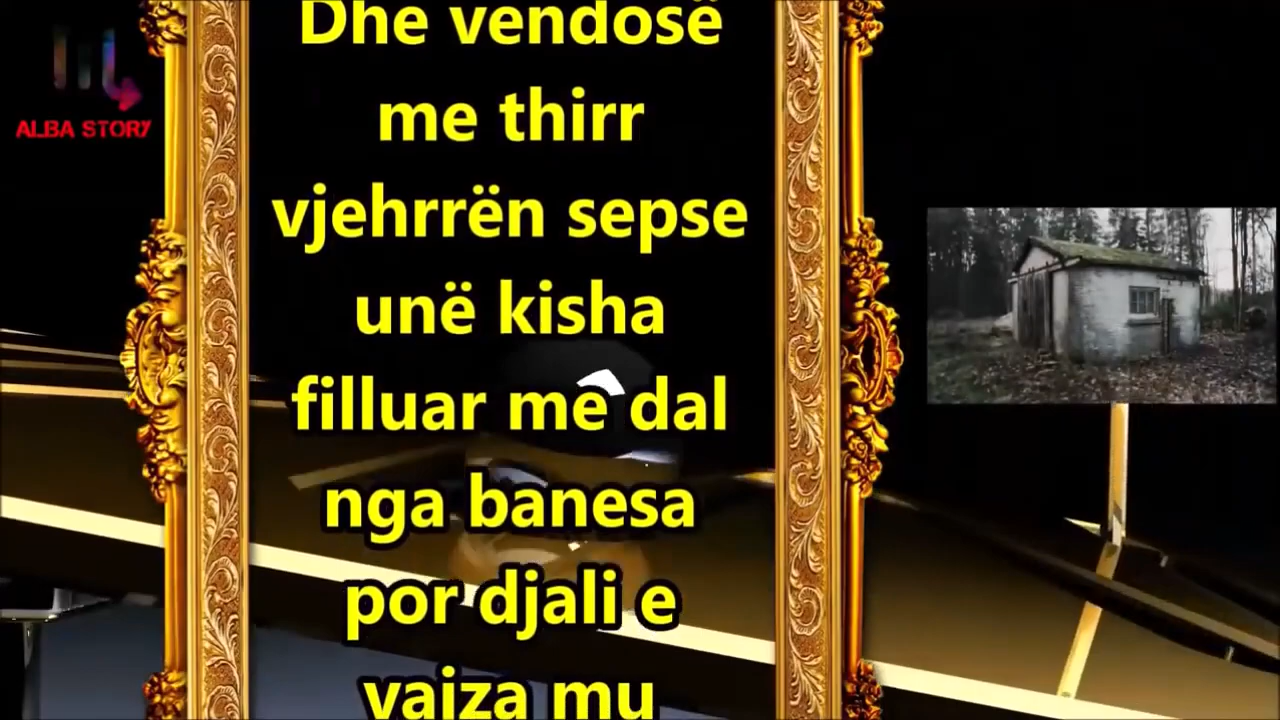 ALBA STORY
Dhe vendosë
me thirr
vjehrrën sepse
unë kisha
filluar me dal
nga banesa
por djali e
vajza mu